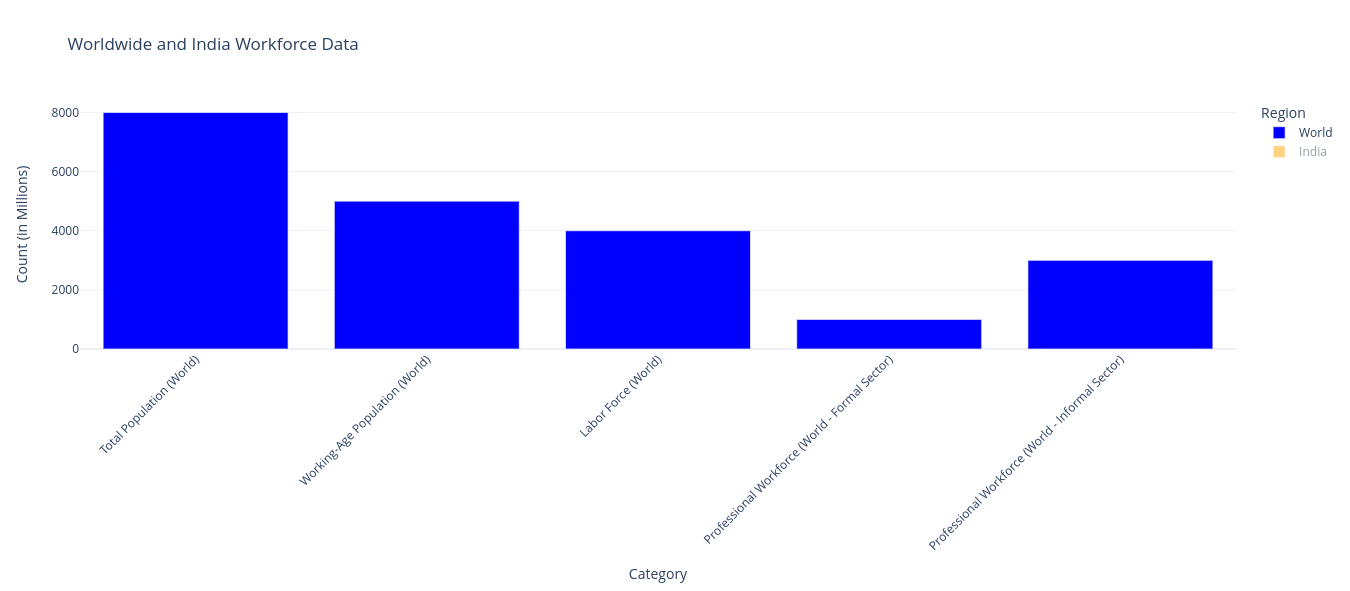 Worldwide and India Workforce Data
Region
World
India
Count (in Millions)
8000
6000
4000
2000
0
Total Population (World)
Working-Age Population (World)
Labor Force (World)
Professional Workforce (World - Formal Sector)
Professional Workforce (World - Informal Sector)
Category